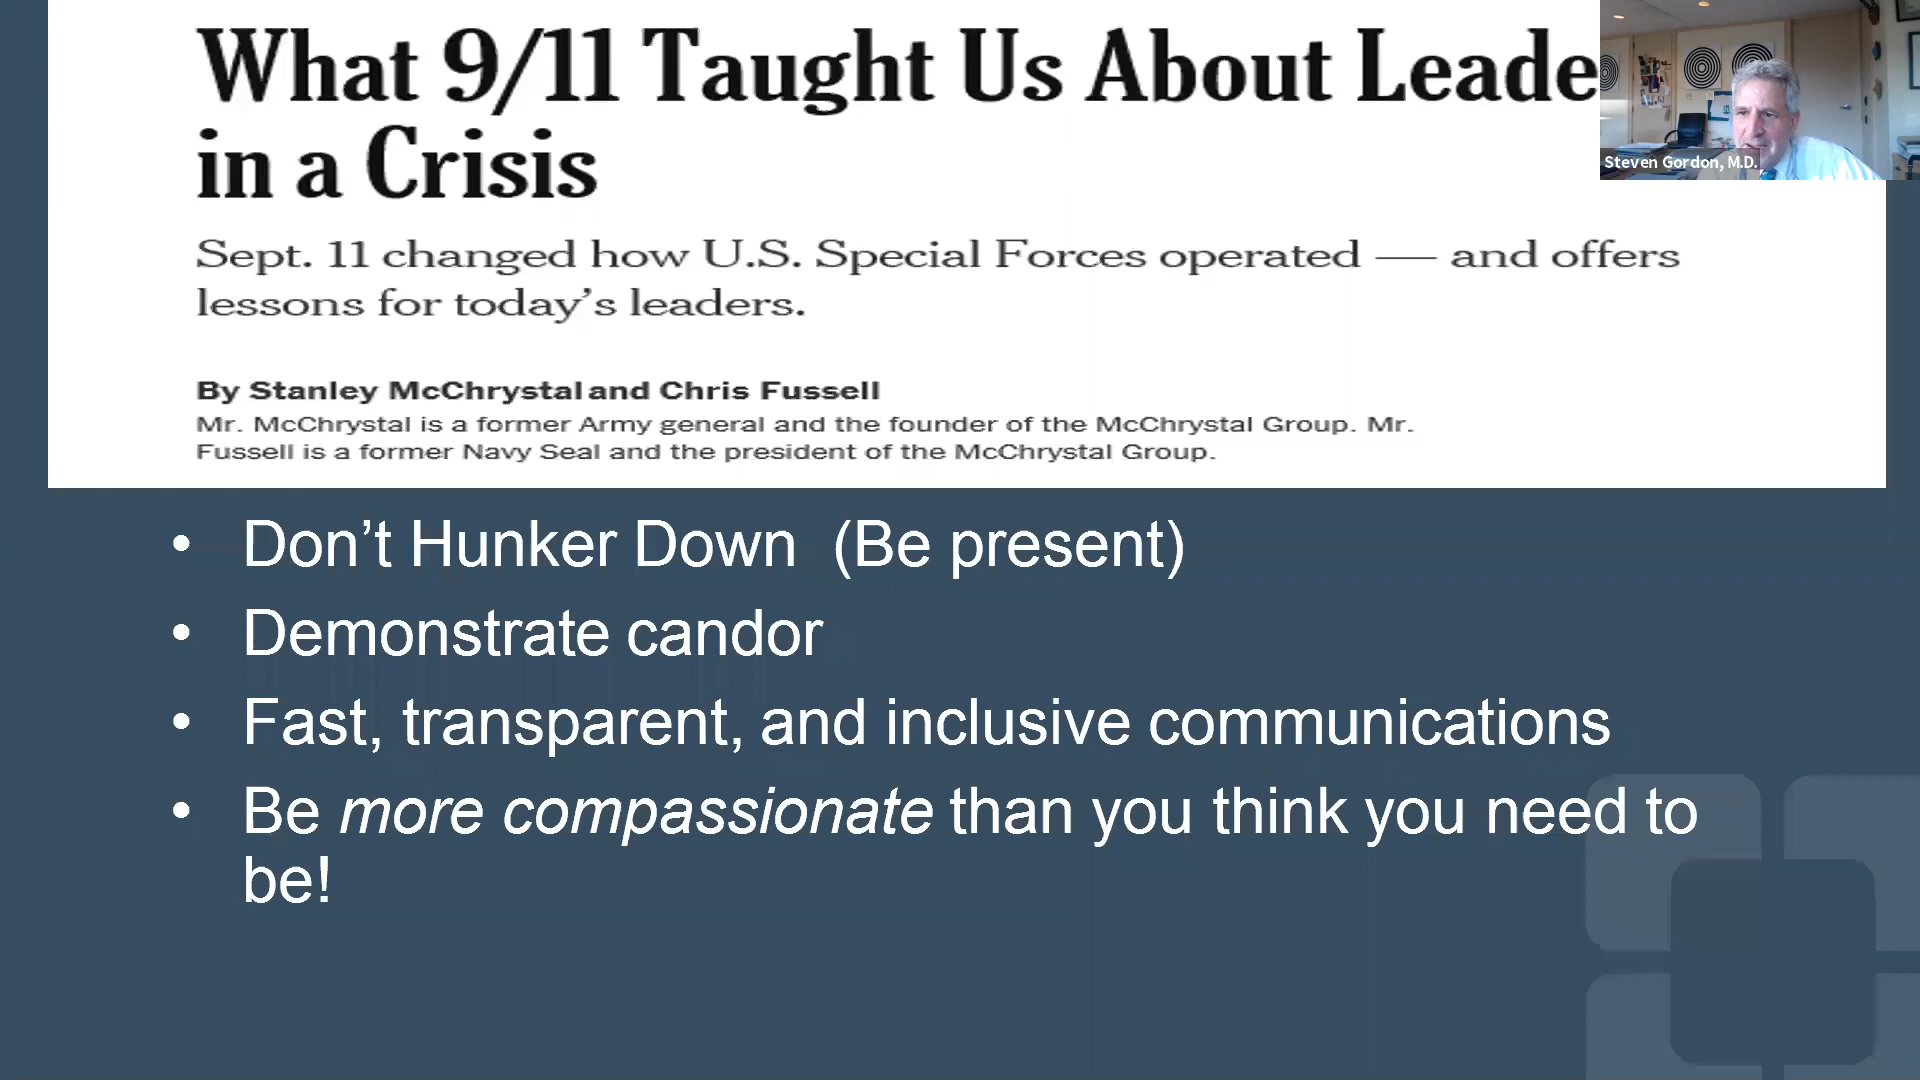 What 9/11 Taught Us About Leade
in a Crisis
Steven Gordon, M.D.
Sept. 11 changed how U.S. Special Forces operated — and offers
lessons for today’s leaders.
By Stanley McChrystal and Chris Fussell
Mr. McChrystal is a former Army general and the founder of the McChrystal Group. Mr.
Fussell is a former Navy Seal and the president of the McChrystal Group.
• Don’t Hunker Down (Be present)
• Demonstrate candor
• Fast, transparent, and inclusive communications
• Be more compassionate than you think you need to
be!